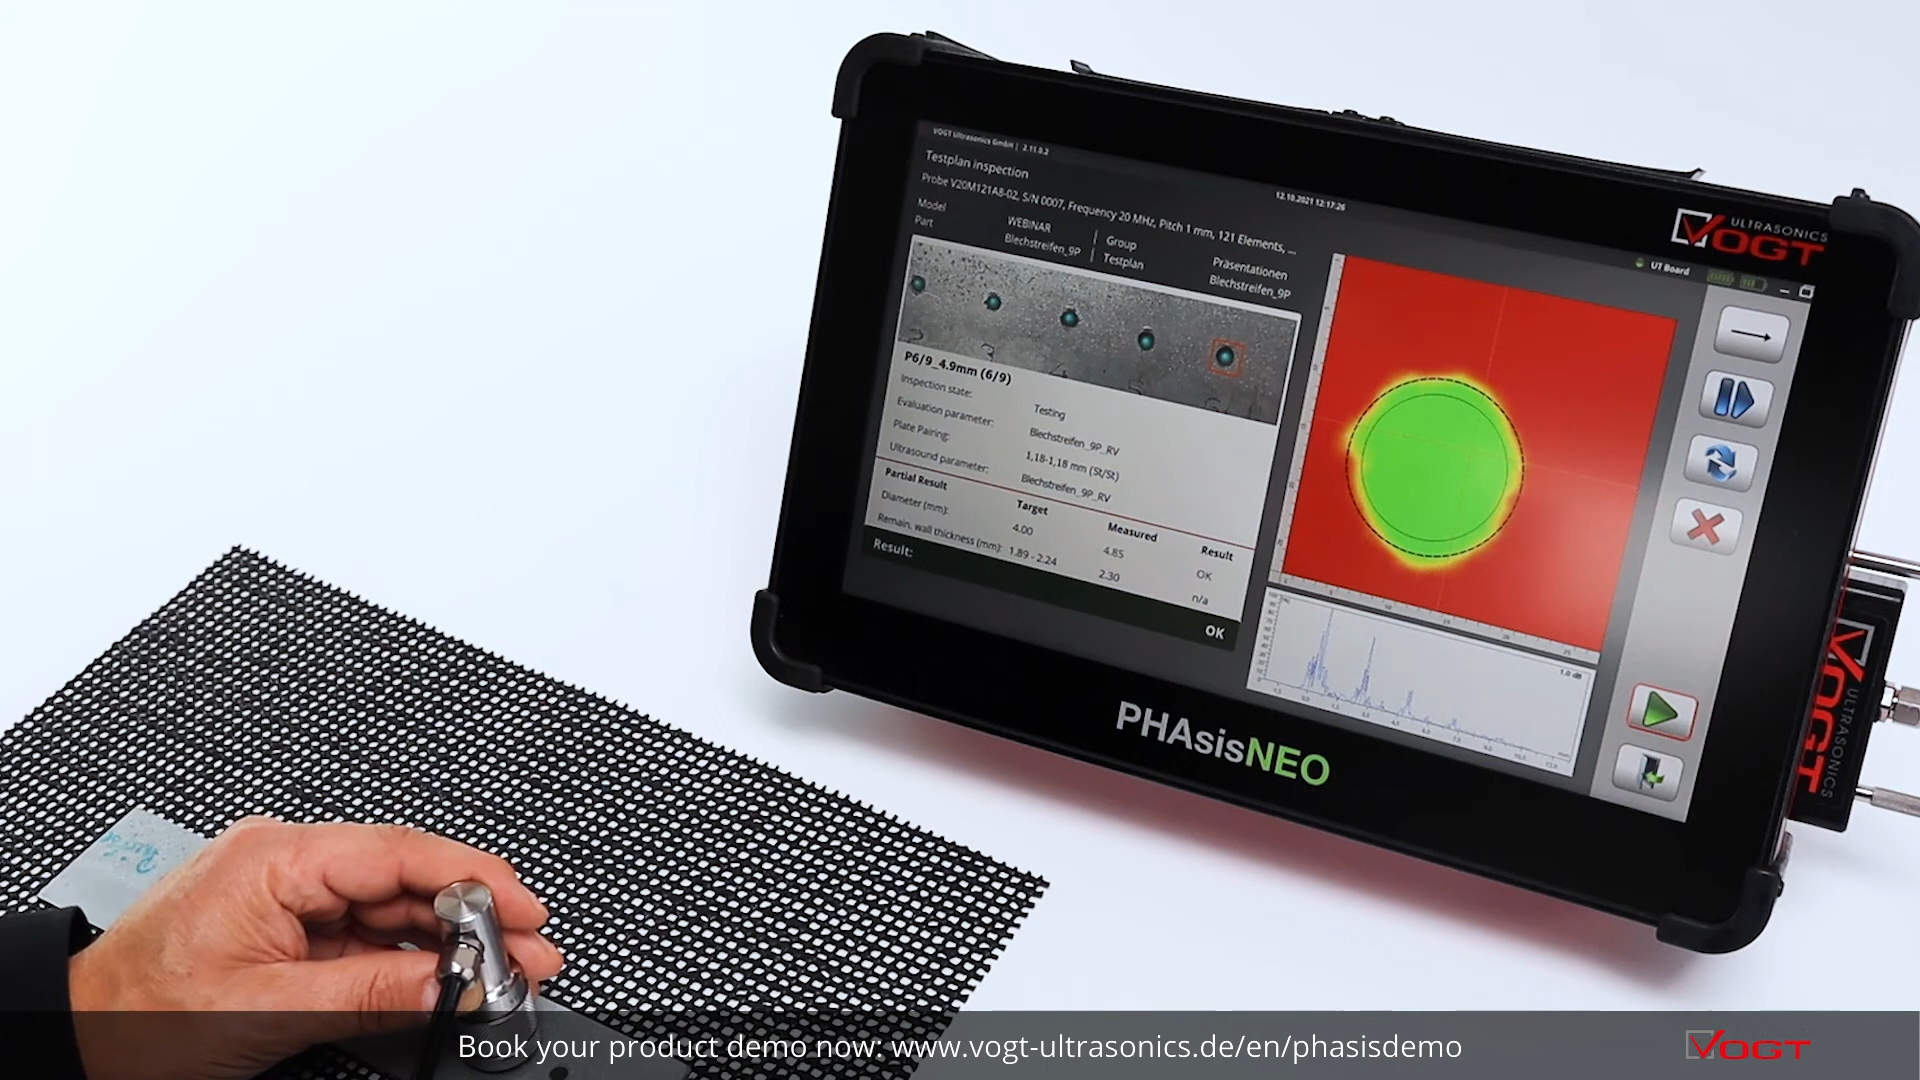 VOGT Ultrasonics GmbH | 2.11.0.2
12.10.2021 12:17:26
Testplan inspection
Probe V20M121A8-02, S/N 0007, Frequency 20 MHz, Pitch 1 mm, 121 Elements, ...
Model WEBINAR Group Präsentationen
Part Blechstreifen_9P Testplan Blechstreifen_9P
UT Board
ULTRASONICS
VOGT
P6/9_4.9mm (6/9)
Inspection state: Testing
Evaluation parameter: Blechstreifen_9P_RV
Plate Pairing: 1,18-1,18 mm (St/St)
Ultrasound parameter: Blechstreifen_9P_RV
Partial Result Target Measured Result
Diameter (mm): 4.00 4.85 OK
Remain. wall thickness (mm): 1.89 - 2.24 2.30 n/a
Result: OK
1.0 dB
PHAsisNEO
VOGT
ULTRASONICS
Book your product demo now: www.vogt-ultrasonics.de/en/phasisdemo
VOGT